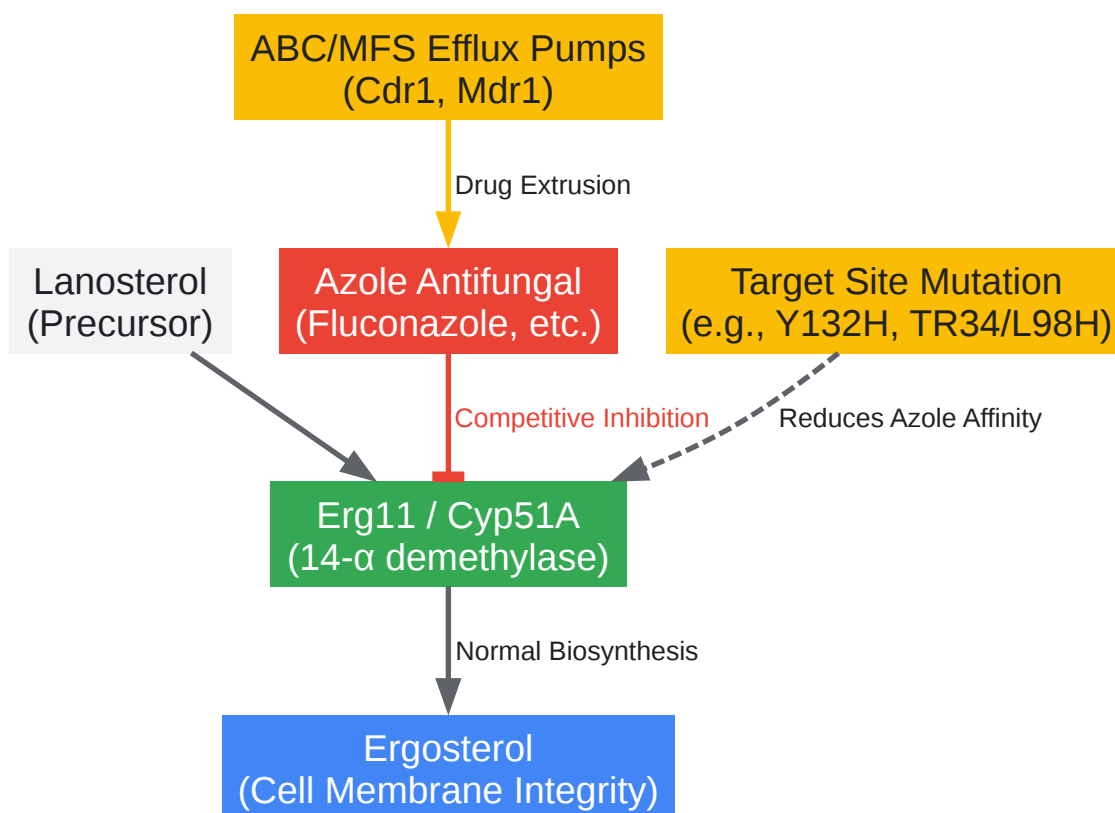 ABC/MFS Efflux Pumps
(Cdr1, Mdr1)
Drug Extrusion
Lanosterol
(Precursor)
Azole Antifungal
(Fluconazole, etc.)
Target Site Mutation
(e.g., Y132H, TR34/L98H)
Competitive Inhibition
Reduces Azole Affinity
Erg11 / Cyp51A
(14-α demethylase)
Normal Biosynthesis
Ergosterol
(Cell Membrane Integrity)